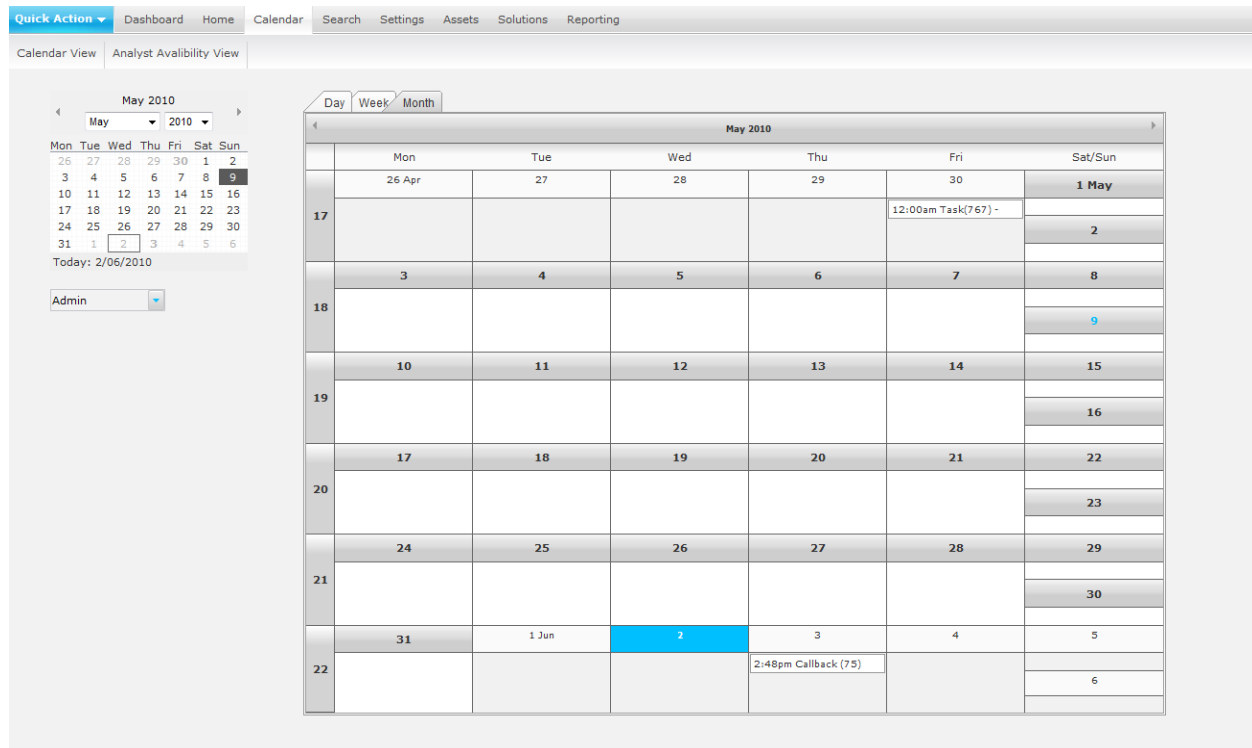 Quick Action Dashboard Home Calendar Search Settings Assets Solutions Reporting
Calendar View Analyst Avalibility View
May 2010
May 2010
Mon Tue Wed Thu Fri Sat Sun
26 27 28 29 30 1 2
3 4 5 6 7 8 9
10 11 12 13 14 15 16
17 18 19 20 21 22 23
24 25 26 27 28 29 30
31 1 2 3 4 5 6
Today: 2/06/2010
Admin
Day Week Month
May 2010
Mon Tue Wed Thu Fri Sat/Sun
26 Apr 27 28 29 30 1 May
17
12:00am Task(767) -
2
3 4 5 6 7 8
18
9
10 11 12 13 14 15
19
16
17 18 19 20 21 22
20
23
24 25 26 27 28 29
21
30
31 1 Jun 2 3 4 5
22
2:48pm Callback (75)
6